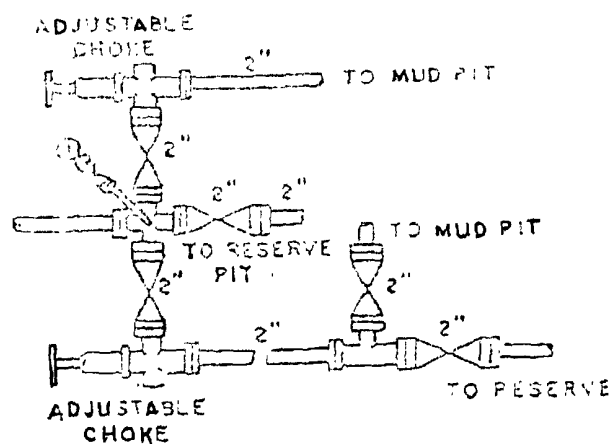 ADJUSTABLE
CHOKE
2"
TO MUD PIT
2"
2"
2"
TO RESERVE
PIT
2"
TO MUD PIT
2"
2"
2"
TO RESERVE
ADJUSTABLE
CHOKE